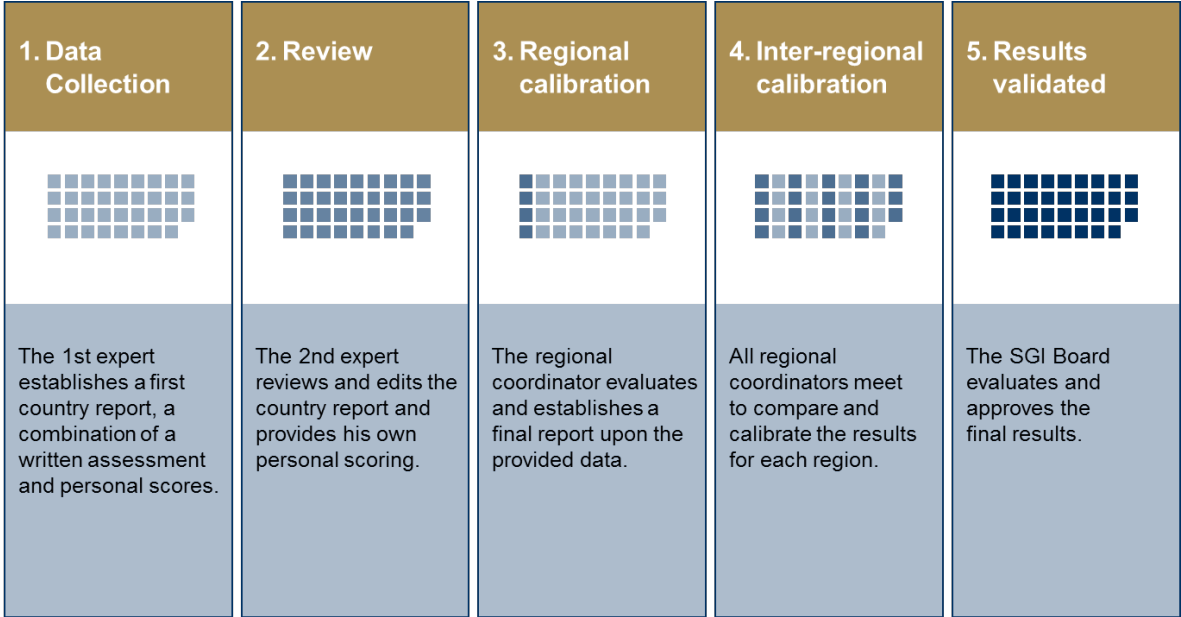 1. Data
Collection
The 1st expert
establishes a first
country report, a
combination of a
written assessment
and personal scores.
2. Review
The 2nd expert
reviews and edits the
country report and
provides his own
personal scoring.
3. Regional
calibration
The regional
coordinator evaluates
and establishes a
final report upon the
provided data.
4. Inter-regional
calibration
All regional
coordinators meet
to compare and
calibrate the results
for each region.
5. Results
validated
The SGI Board
evaluates and
approves the
final results.